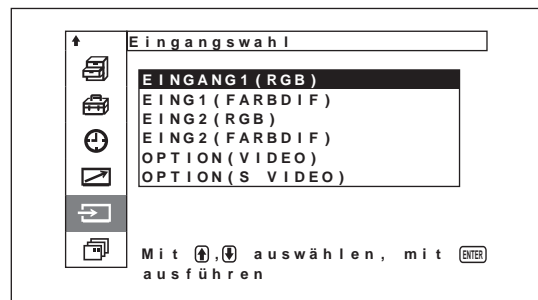 Eingangswahl
EINGANG1(RGB)
EING1(FARBDIF)
EING2(RGB)
EING2(FARBDIF)
OPTION(VIDEO)
OPTION(S VIDEO)
Mit ⬆,⬇ auswählen, mit ENTER
ausführen